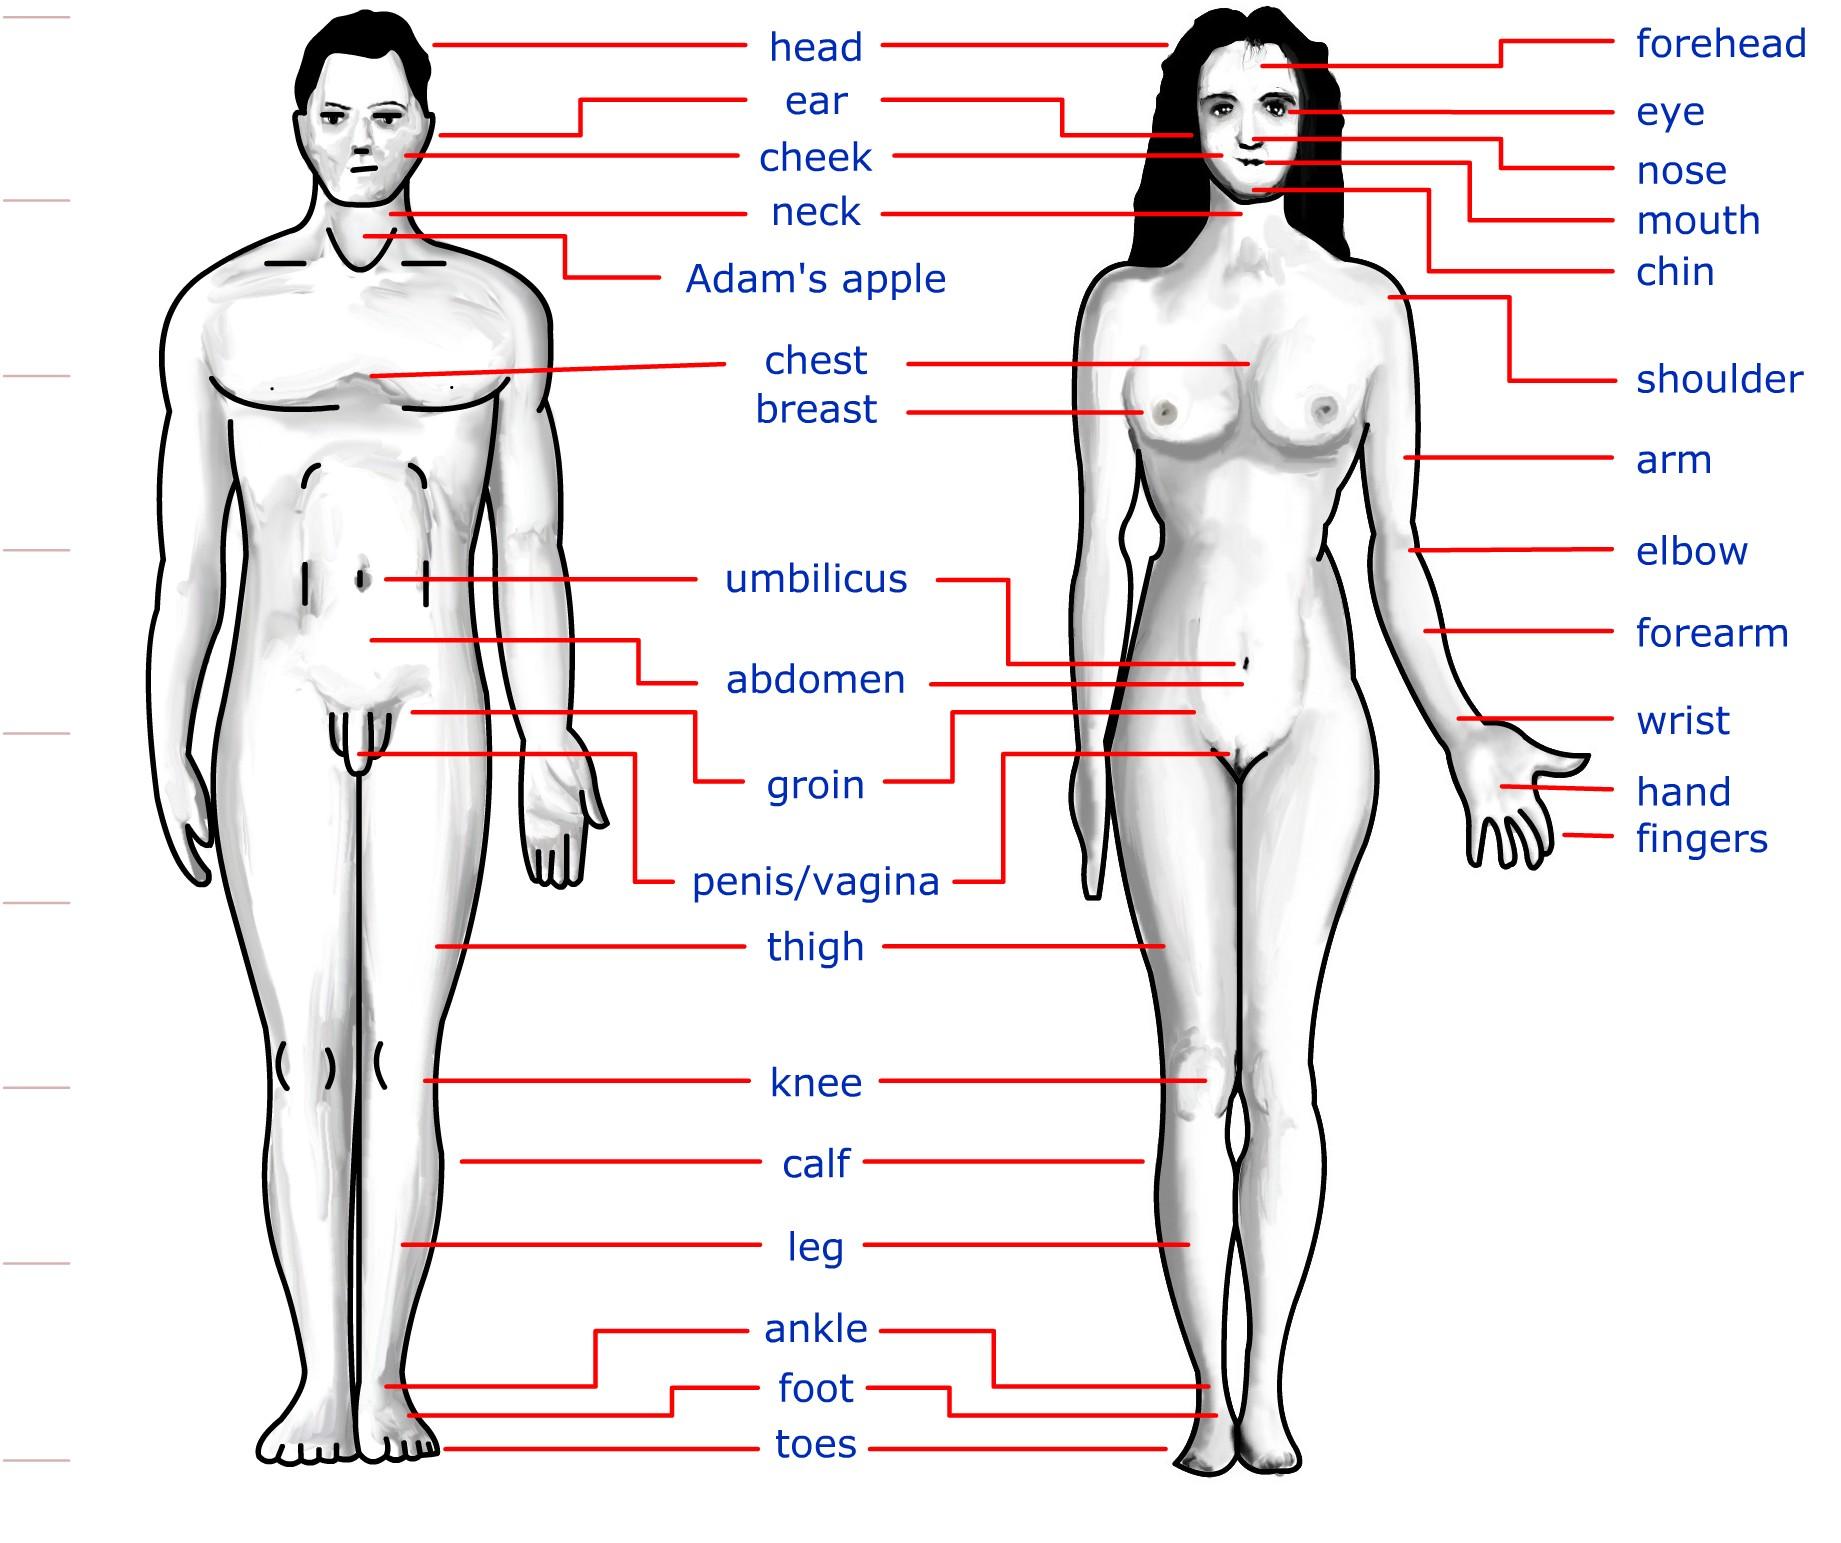 head
ear
cheek
neck
Adam's apple
chest
breast
umbilicus
abdomen
groin
penis/vagina
thigh
knee
calf
leg
ankle
foot
toes
forehead
eye
nose
mouth
chin
shoulder
arm
elbow
forearm
wrist
hand
fingers